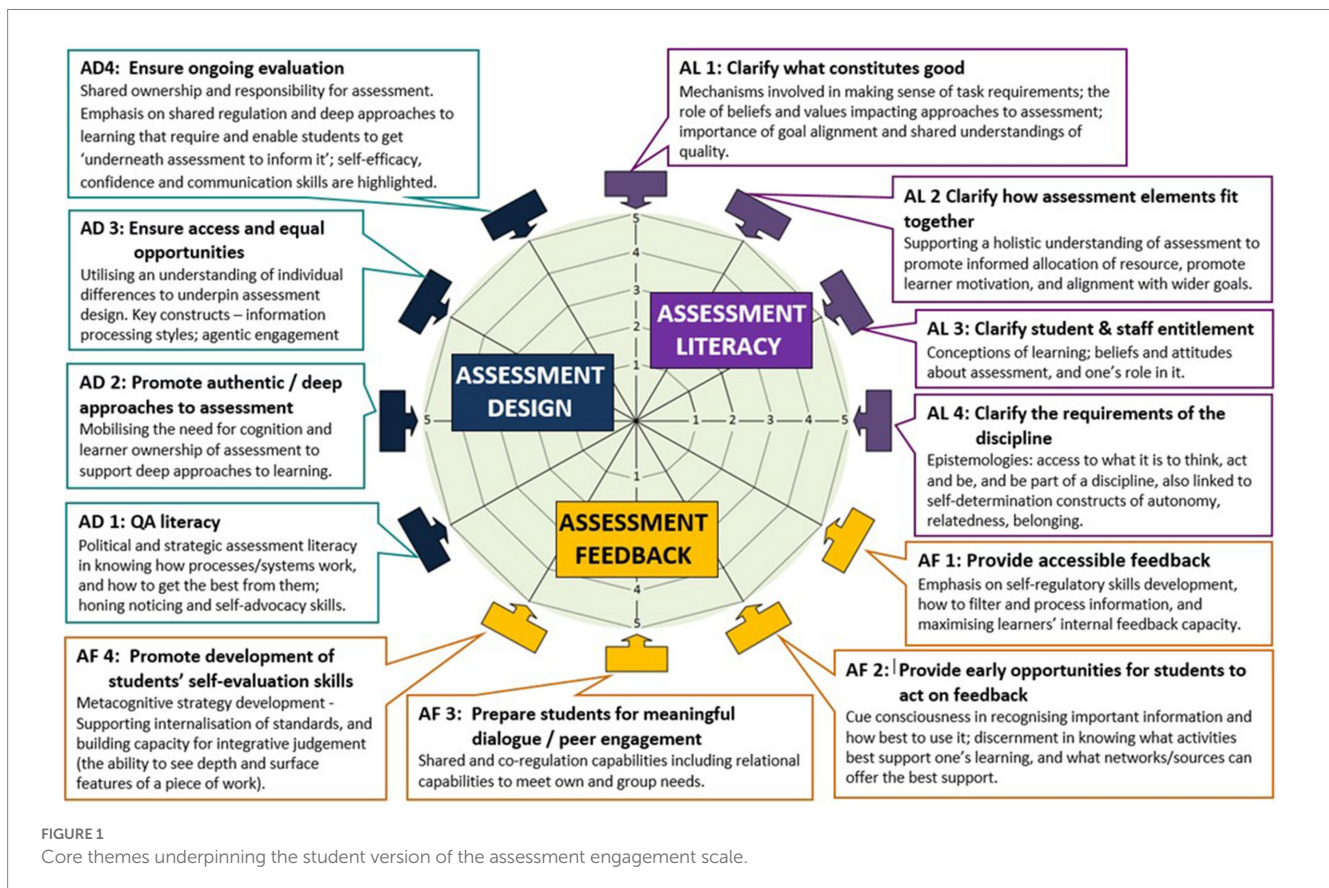 AD4: Ensure ongoing evaluation
Shared ownership and responsibility for assessment.
Emphasis on shared regulation and deep approaches to
learning that require and enable students to get
‘underneath assessment to inform it’; self-efficacy,
confidence and communication skills are highlighted.
AL 1: Clarify what constitutes good
Mechanisms involved in making sense of task requirements; the
role of beliefs and values impacting approaches to assessment;
importance of goal alignment and shared understandings of
quality.
AL 2 Clarify how assessment elements fit
together
Supporting a holistic understanding of assessment to
promote informed allocation of resource, promote
learner motivation, and alignment with wider goals.
AD 3: Ensure access and equal
opportunities
Utilising an understanding of individual
differences to underpin assessment
design. Key constructs – information
processing styles; agentic engagement
AL 3: Clarify student & staff entitlement
Conceptions of learning; beliefs and attitudes
about assessment, and one’s role in it.
AD 2: Promote authentic / deep
approaches to assessment
Mobilising the need for cognition and
learner ownership of assessment to
support deep approaches to learning.
AL 4: Clarify the requirements of the
discipline
Epistemologies: access to what it is to think, act
and be, and be part of a discipline, also linked to
self-determination constructs of autonomy,
relatedness, belonging.
AD 1: QA literacy
Political and strategic assessment literacy
in knowing how processes/systems work,
and how to get the best from them;
honing noticing and self-advocacy skills.
5
4
3
2
1
ASSESSMENT
LITERACY
ASSESSMENT
DESIGN
5
1 2 3 4 5
1
ASSESSMENT
FEEDBACK
4
5
AF 1: Provide accessible feedback
Emphasis on self-regulatory skills development,
how to filter and process information, and
maximising learners’ internal feedback capacity.
AF 2: Provide early opportunities for students to
act on feedback
Cue consciousness in recognising important information and
how best to use it; discernment in knowing what activities
best support one’s learning, and what networks/sources can
offer the best support.
AF 3: Prepare students for meaningful
dialogue / peer engagement
Shared and co-regulation capabilities including relational
capabilities to meet own and group needs.
AF 4: Promote development of
students’ self-evaluation skills
Metacognitive strategy development -
Supporting internalisation of standards, and
building capacity for integrative judgement
(the ability to see depth and surface
features of a piece of work).
FIGURE 1
Core themes underpinning the student version of the assessment engagement scale.